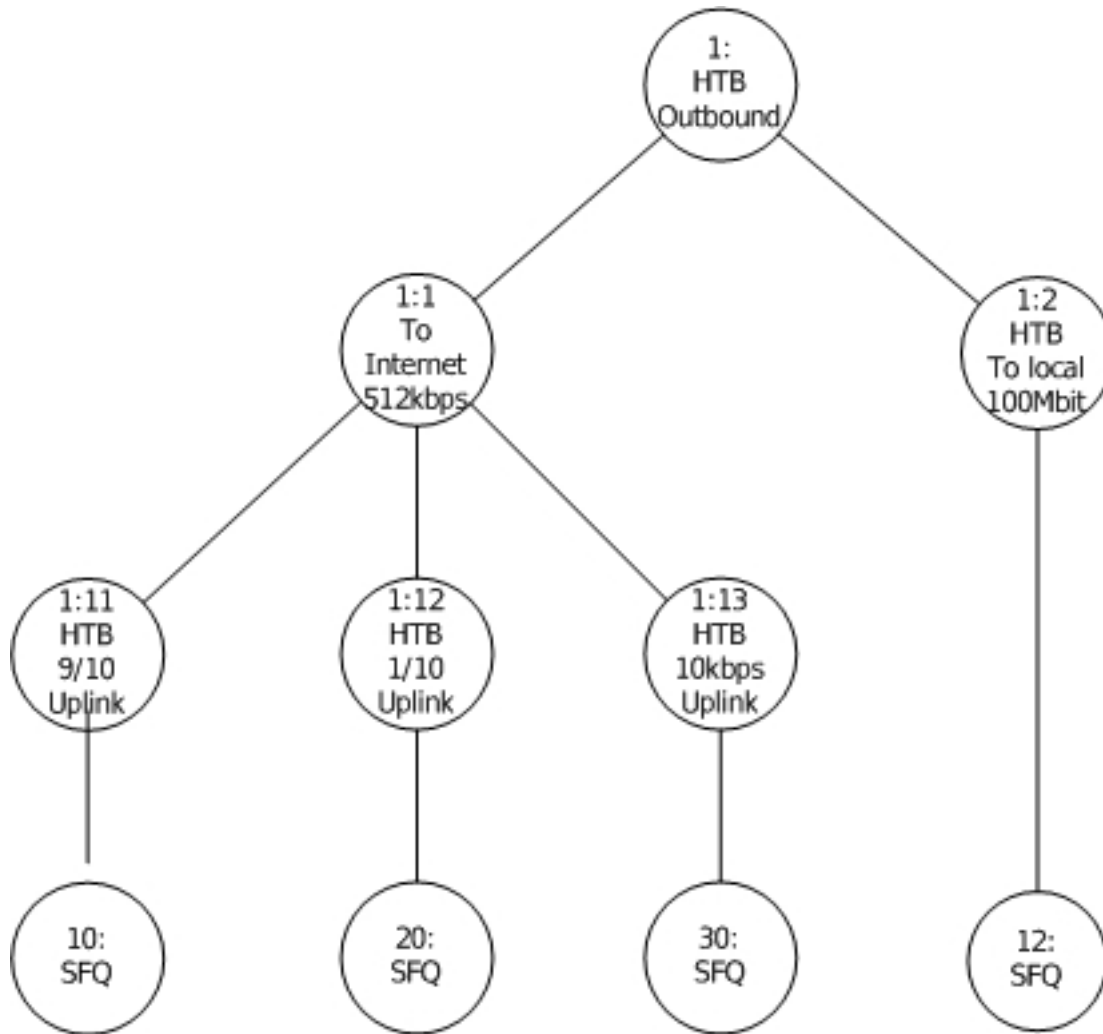 1:
HTB
Outbound
1:1
To
Internet
512kbps
1:2
HTB
To local
100Mbit
1:11
HTB
9/10
Uplink
1:12
HTB
1/10
Uplink
1:13
HTB
10kbps
Uplink
10:
SFQ
20:
SFQ
30:
SFQ
12:
SFQ